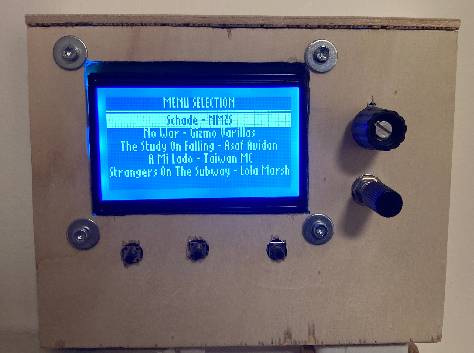 MENU SELECTION
Schade - NMZS
No War - Gizmo Varillas
The Study On Falling - Asaf Avidan
A Mi Lado - Taiwan MC
Strangers On The Subway - Lola Marsh